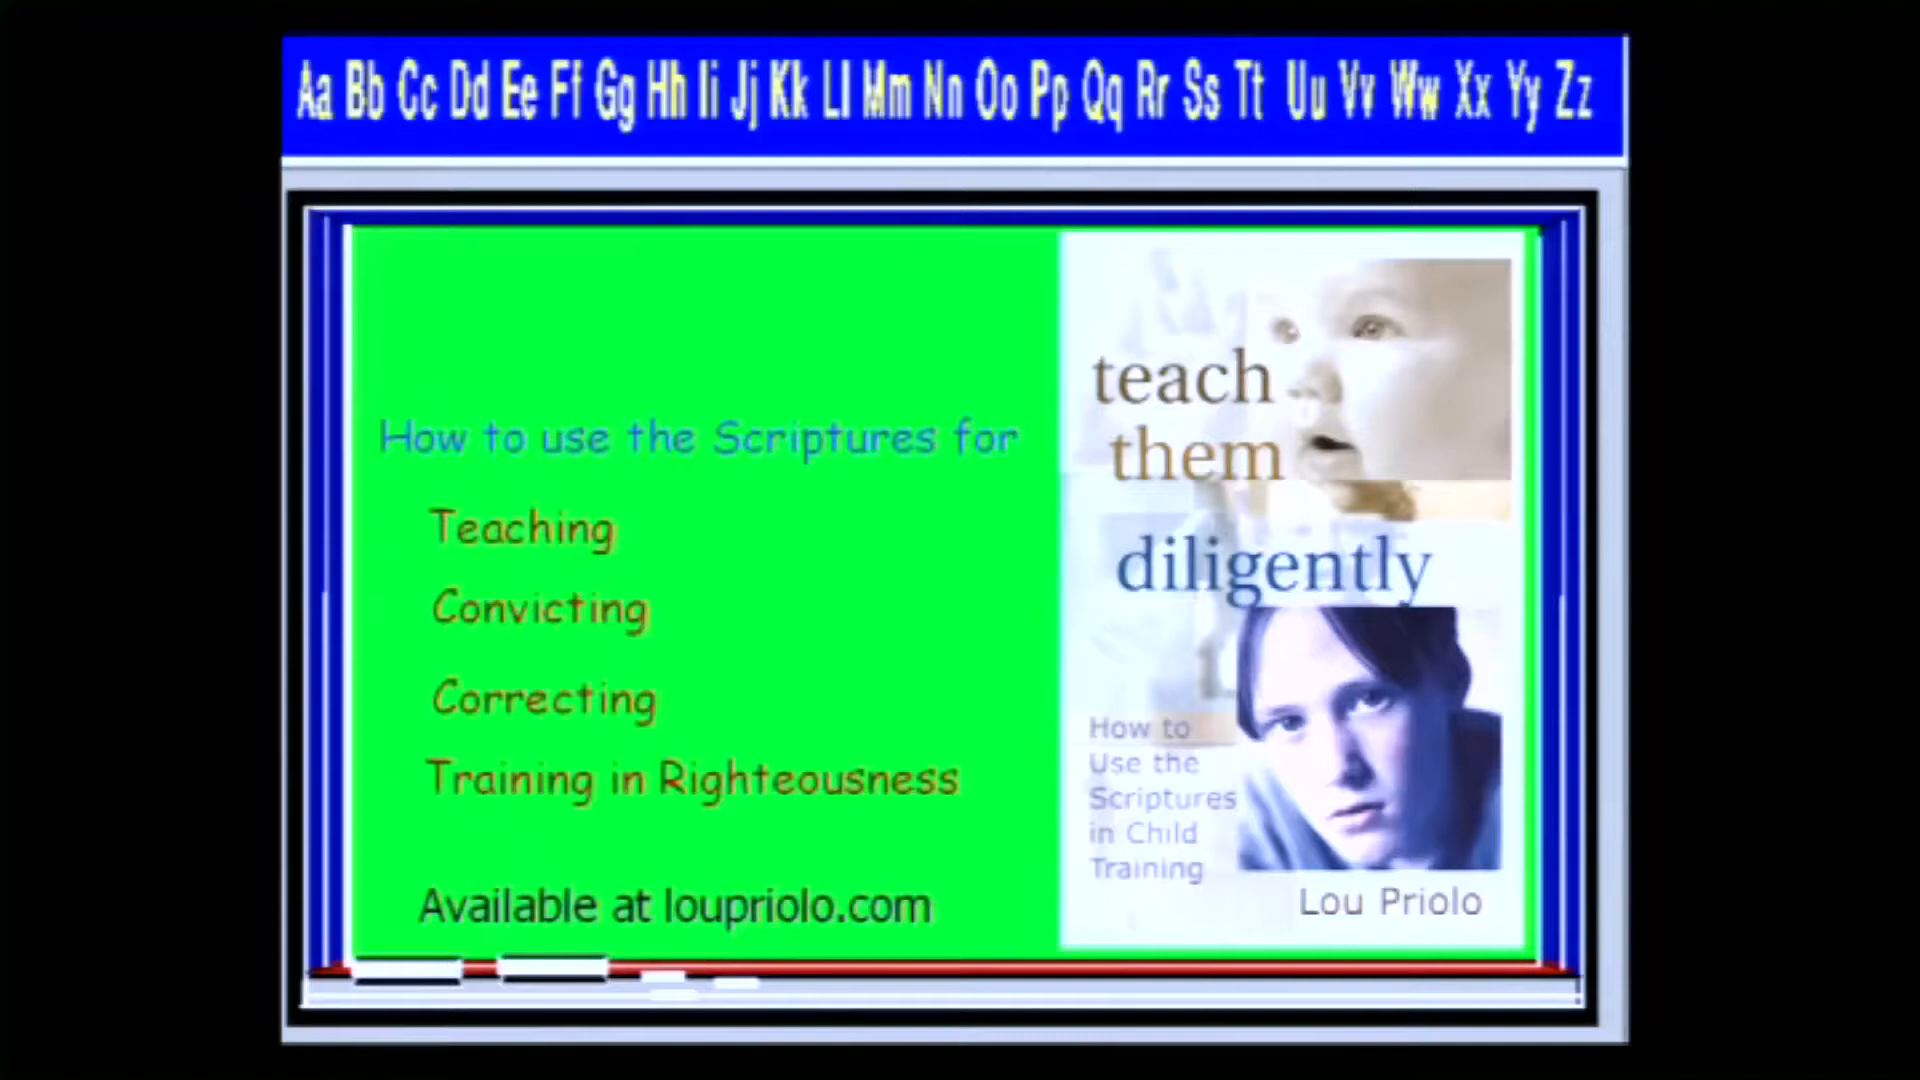 Aa Bb Cc Dd Ee Ff Gg Hh Ii Jj Kk Ll Mm Nn Oo Pp Qq Rr Ss Tt Uu Vv Ww Xx Yy Zz
How to use the Scriptures for
Teaching
Convicting
Correcting
Training in Righteousness
Available at loupriolo.com
teach
them
diligently
How to
Use the
Scriptures
in Child
Training
Lou Priolo